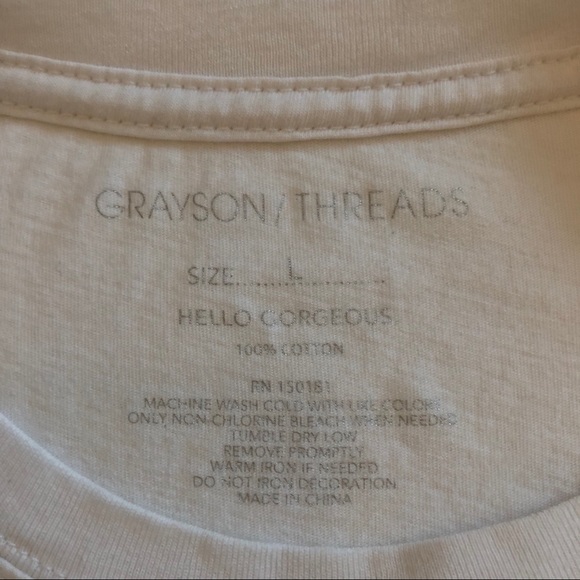 GRAYSON/THREADS
SIZE......L............
HELLO GORGEOUS
100% COTTON
RN 150181
MACHINE WASH COLD WITH LIKE COLORS
ONLY NON-CHLORINE BLEACH WHEN NEEDED
TUMBLE DRY LOW
REMOVE PROMPTLY
WARM IRON IF NEEDED
DO NOT IRON DECORATION
MADE IN CHINA